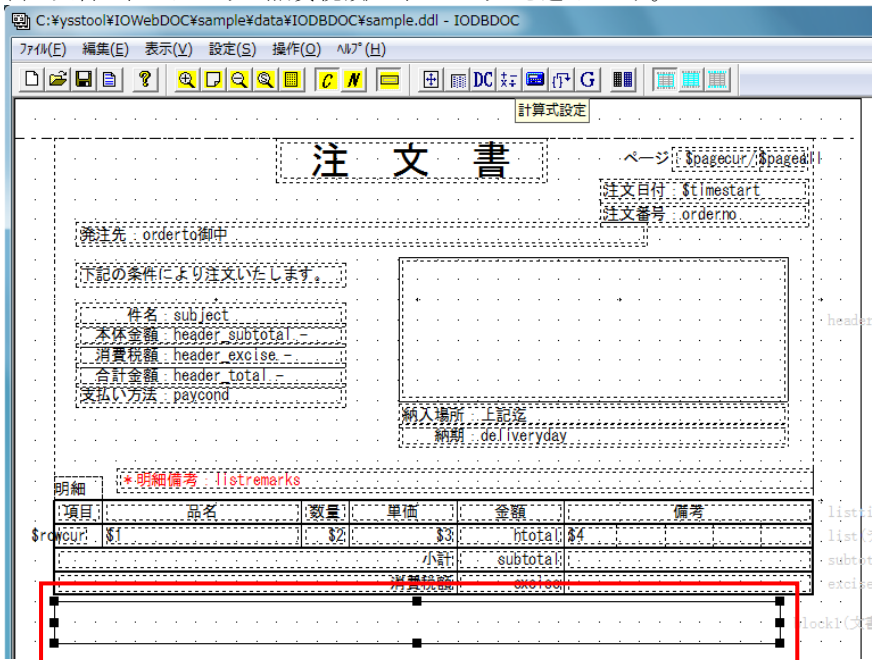 C:¥ysstool¥IOWebDOC¥sample¥data¥IODBDOC¥sample.ddl - IODBDOC
ﾌｧｲﾙ(F) 編集(E) 表示(V) 設定(S) 操作(O) ﾍﾙﾌﾟ(H)
C N DC G
計算式設定
注 文 書
ページ $pagecur/$pageall
注文日付：$timestart
注文番号：orderno
発注先：orderto御中
下記の条件により注文いたします。
件名：subject
header
本体金額：header_subtotal -
消費税額：header_excise -
合計金額：header_total -
支払い方法：paycond
納入場所：上記迄
納期：deliveryday
明細 ＊明細備考：listremarks
項目 品名 数量 単価 金額 備考
$rowcur $1 $2 $3 htotal $4 list
小計 subtotal
消費税額 excise excise